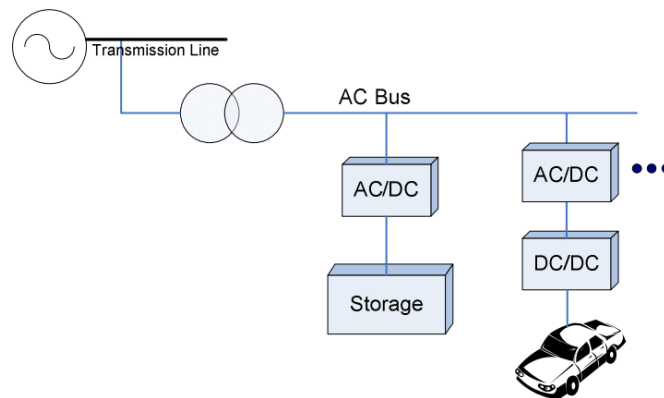 Transmission Line
AC Bus
AC/DC
AC/DC
DC/DC
Storage